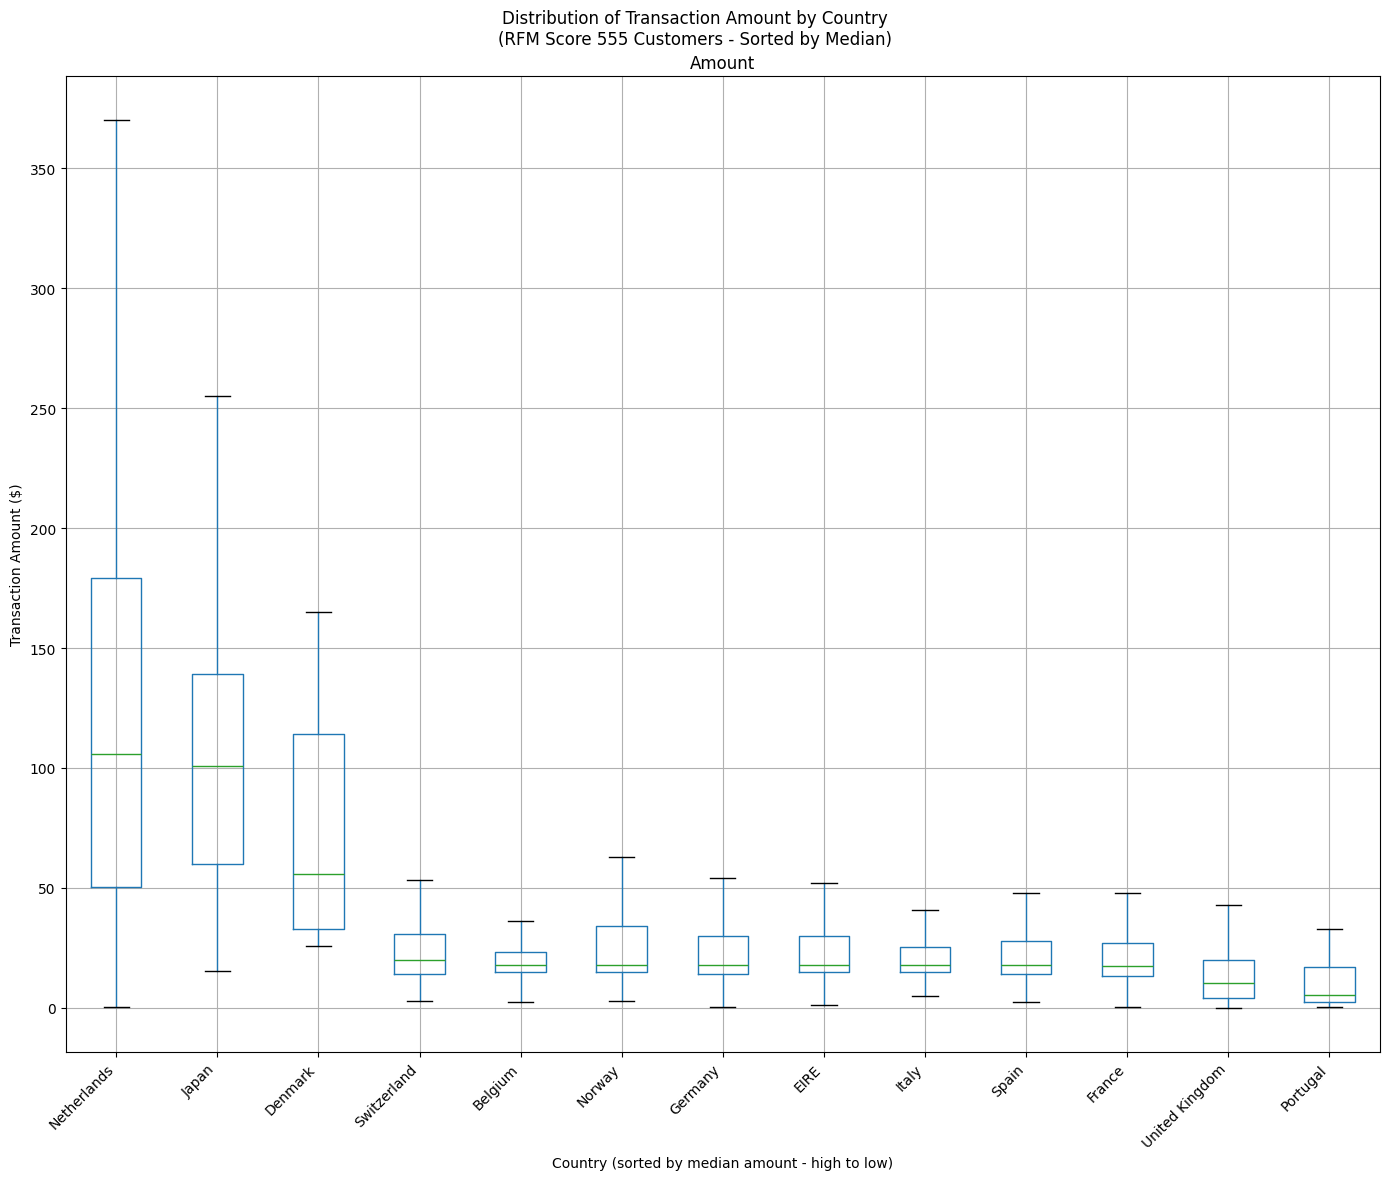 Distribution of Transaction Amount by Country
(RFM Score 555 Customers - Sorted by Median)
Amount
Transaction Amount ($)
350
300
250
200
150
100
50
0
Netherlands
Japan
Denmark
Switzerland
Belgium
Norway
Germany
EIRE
Italy
Spain
France
United Kingdom
Portugal
Country (sorted by median amount - high to low)